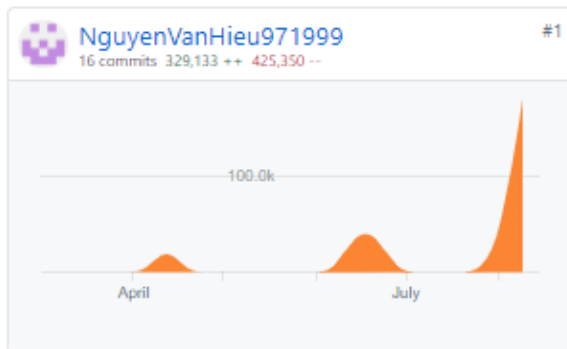 NguyenVanHieu971999 #1
16 commits 329,133 ++ 425,350 --
100.0k
April July